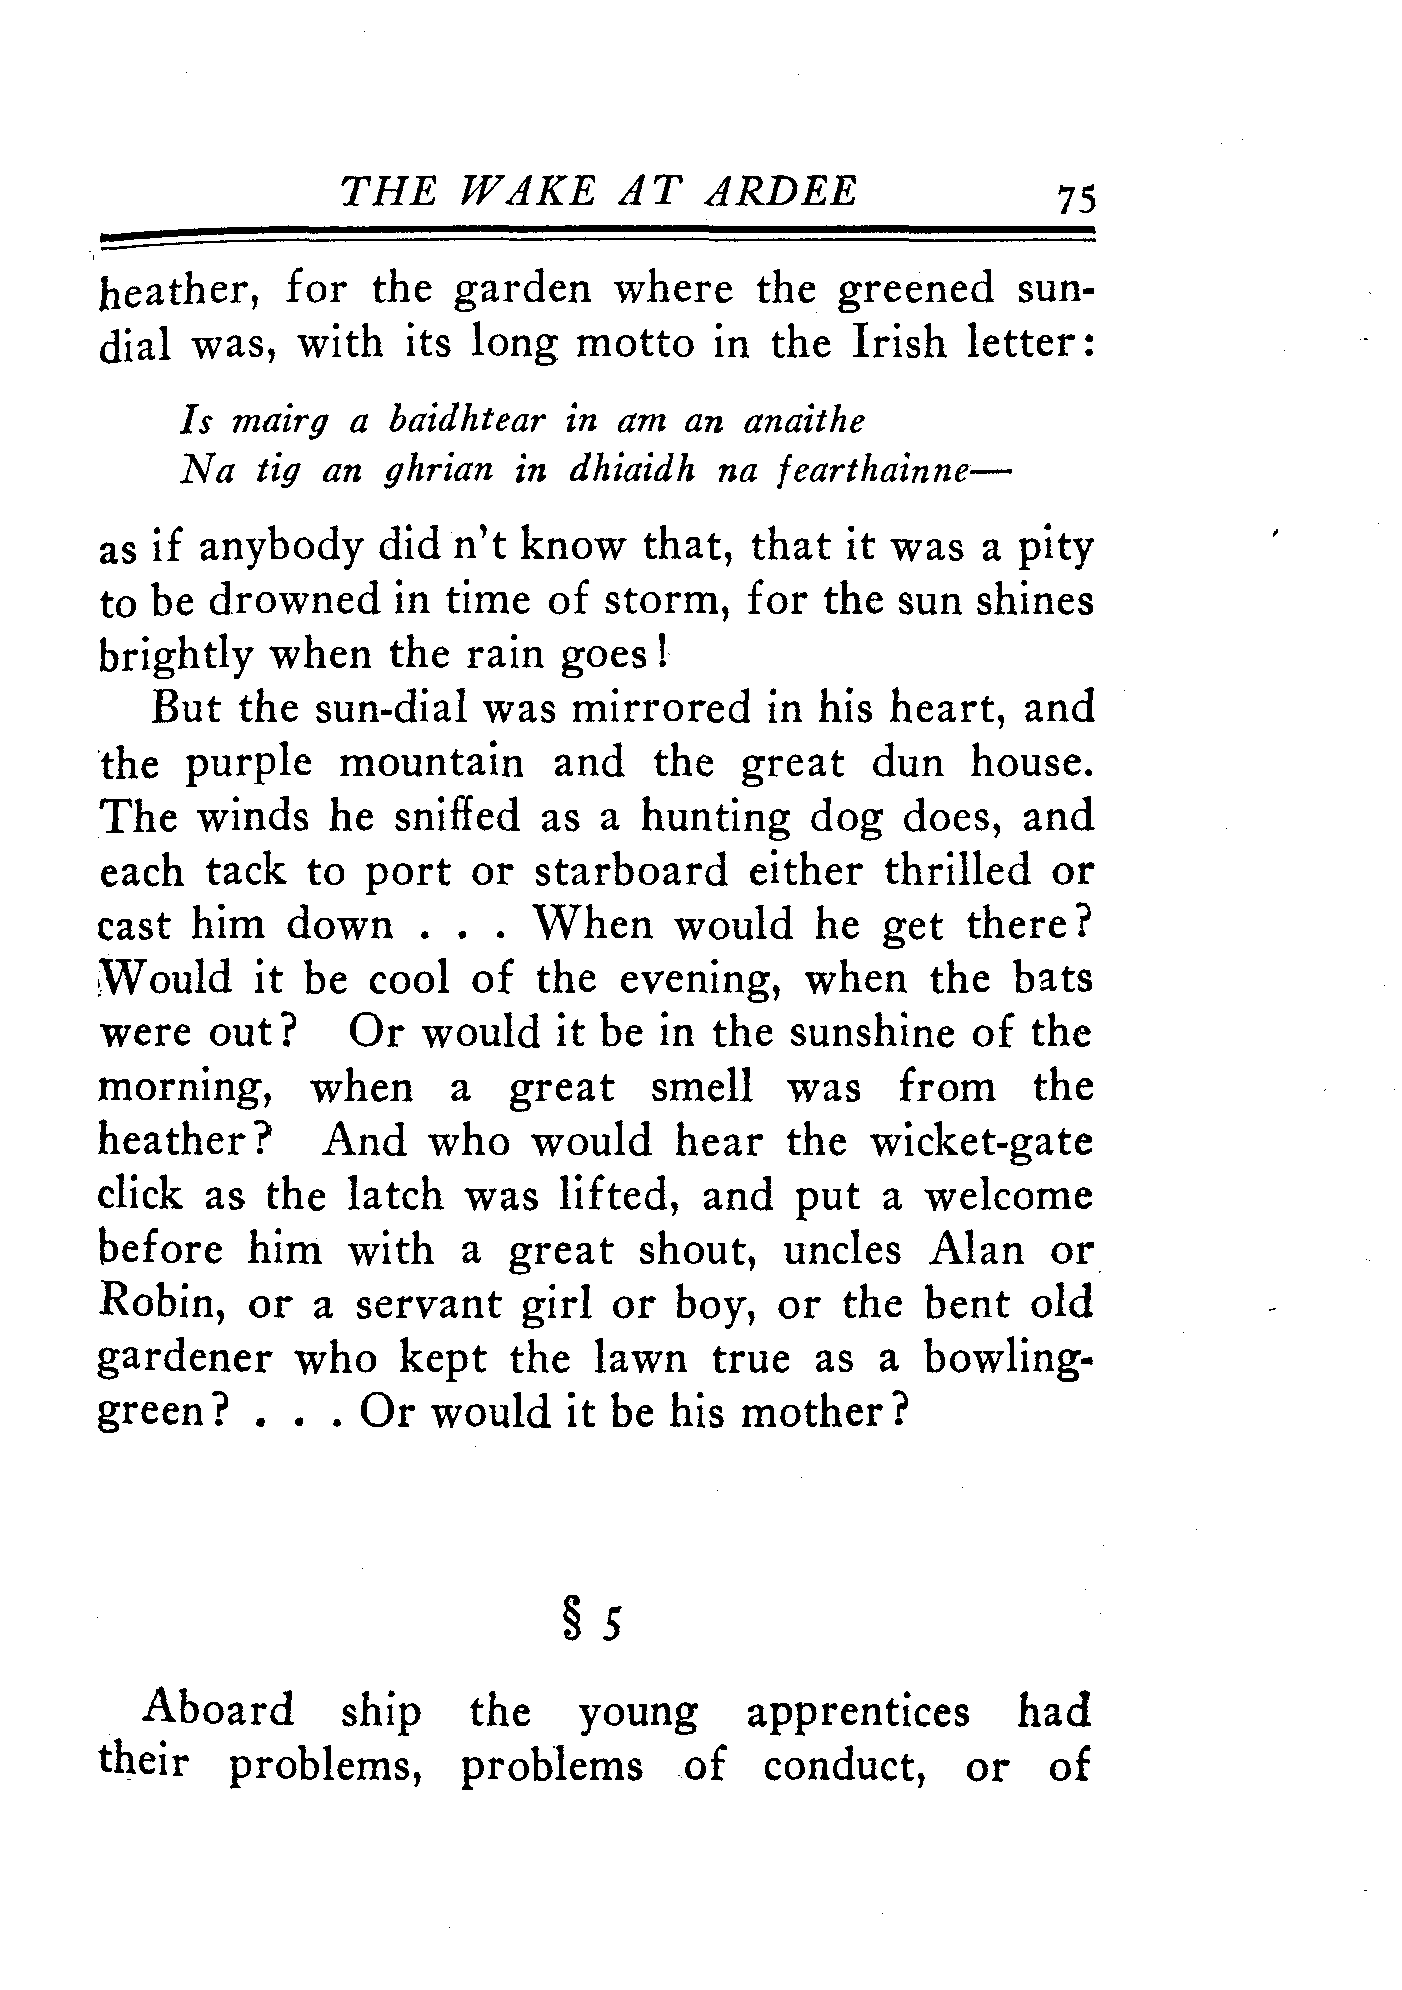 THE WAKE AT ARDEE 75
heather, for the garden where the greened sun-
dial was, with its long motto in the Irish letter:
Is mairg a baidhtear in am an anaithe
Na tig an ghrian in dhiaidh na fearthainne—
as if anybody did n't know that, that it was a pity
to be drowned in time of storm, for the sun shines
brightly when the rain goes!
But the sun-dial was mirrored in his heart, and
the purple mountain and the great dun house.
The winds he sniffed as a hunting dog does, and
each tack to port or starboard either thrilled or
cast him down . . . When would he get there?
Would it be cool of the evening, when the bats
were out? Or would it be in the sunshine of the
morning, when a great smell was from the
heather? And who would hear the wicket-gate
click as the latch was lifted, and put a welcome
before him with a great shout, uncles Alan or
Robin, or a servant girl or boy, or the bent old
gardener who kept the lawn true as a bowling-
green? . . . Or would it be his mother?
§ 5
Aboard ship the young apprentices had
their problems, problems of conduct, or of